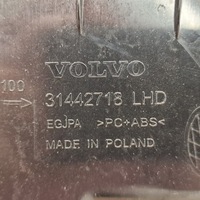 VOLVO
100
31442718 LHD
EGJPA >PC+ABS<
MADE IN POLAND